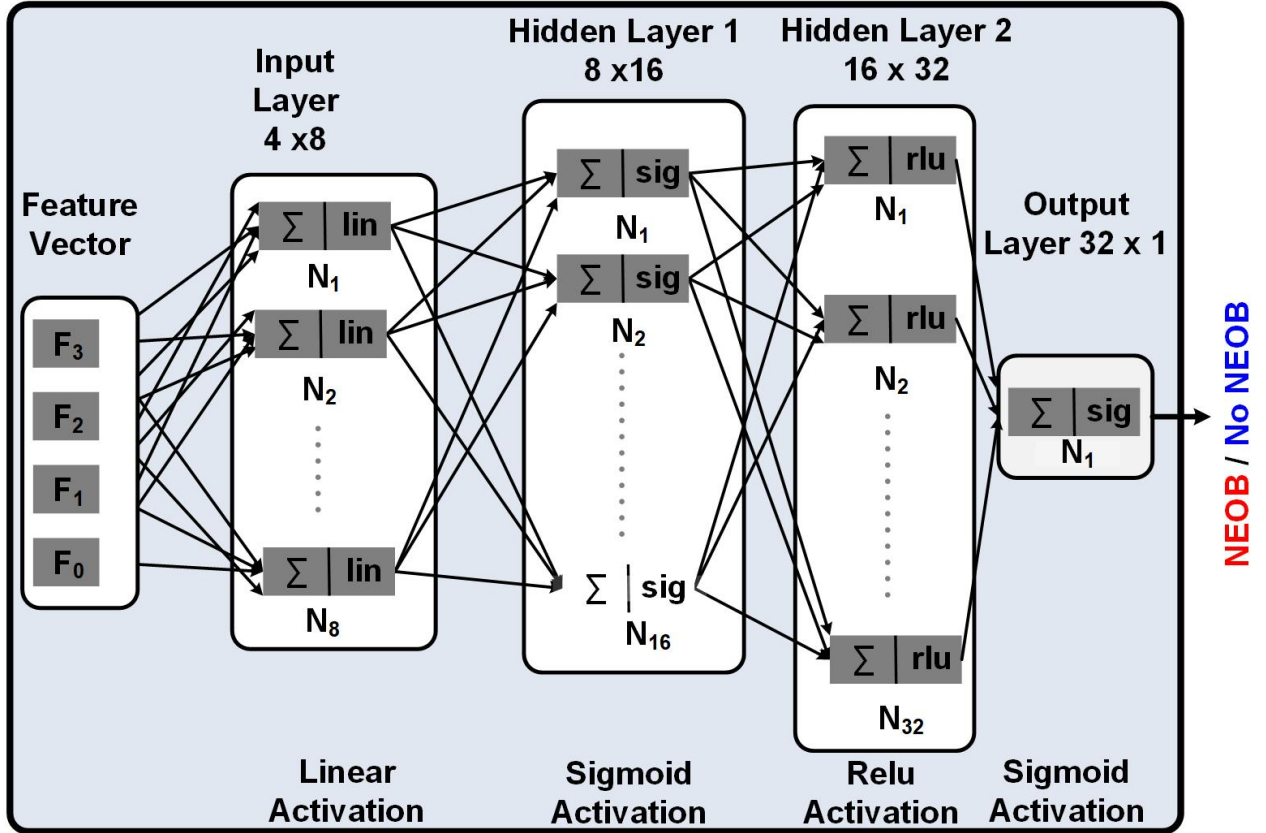 Feature
Vector
F3
F2
F1
F0
Input
Layer
4 x8
∑ | lin
N1
∑ | lin
N2
∑ | lin
N8
Linear
Activation
Hidden Layer 1
8 x16
∑ | sig
N1
∑ | sig
N2
∑ | sig
N16
Sigmoid
Activation
Hidden Layer 2
16 x 32
∑ | rlu
N1
∑ | rlu
N2
∑ | rlu
N32
Relu
Activation
Output
Layer 32 x 1
∑ | sig
N1
Sigmoid
Activation
NEOB / No NEOB